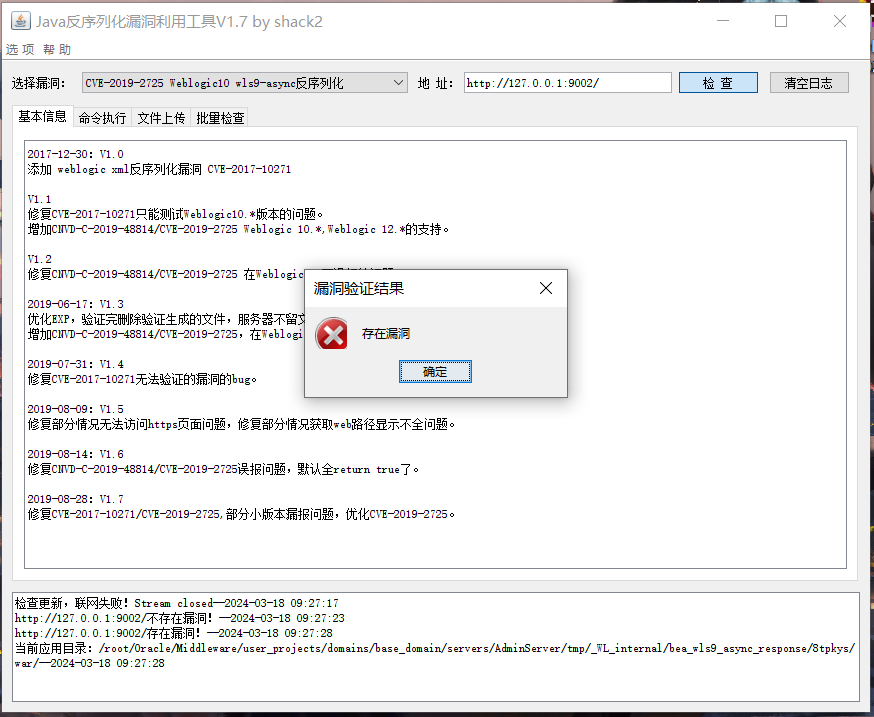 Java反序列化漏洞利用工具V1.7 by shack2
选项 帮助
选择漏洞： CVE-2019-2725 Weblogic10 wls9-async反序列化 地 址： http://127.0.0.1:9002/ 检 查 清空日志
基本信息 命令执行 文件上传 批量检查
2017-12-30：V1.0
添加 weblogic xml反序列化漏洞 CVE-2017-10271
V1.1
修复CVE-2017-10271只能测试Weblogic10.*版本的问题。
增加CNVD-C-2019-48814/CVE-2019-2725 Weblogic 10.*,Weblogic 12.*的支持。
V1.2
修复CNVD-C-2019-48814/CVE-2019-2725 在Weblogic
2019-06-17：V1.3
优化EXP，验证完删除验证生成的文件，服务器不留
增加CNVD-C-2019-48814/CVE-2019-2725，在Weblogi
2019-07-31：V1.4
修复CVE-2017-10271无法验证的漏洞的bug。
2019-08-09：V1.5
修复部分情况无法访问https页面问题，修复部分情况获取web路径显示不全问题。
2019-08-14：V1.6
修复CNVD-C-2019-48814/CVE-2019-2725误报问题，默认全return true了。
2019-08-28：V1.7
修复CVE-2017-10271/CVE-2019-2725,部分小版本漏报问题，优化CVE-2019-2725。
漏洞验证结果
存在漏洞
确定
检查更新，联网失败！Stream closed--2024-03-18 09:27:17
http://127.0.0.1:9002/不存在漏洞！--2024-03-18 09:27:23
http://127.0.0.1:9002/存在漏洞！--2024-03-18 09:27:28
当前应用目录：/root/Oracle/Middleware/user_projects/domains/base_domain/servers/AdminServer/tmp/_WL_internal/bea_wls9_async_response/8tpkys/
war/--2024-03-18 09:27:28